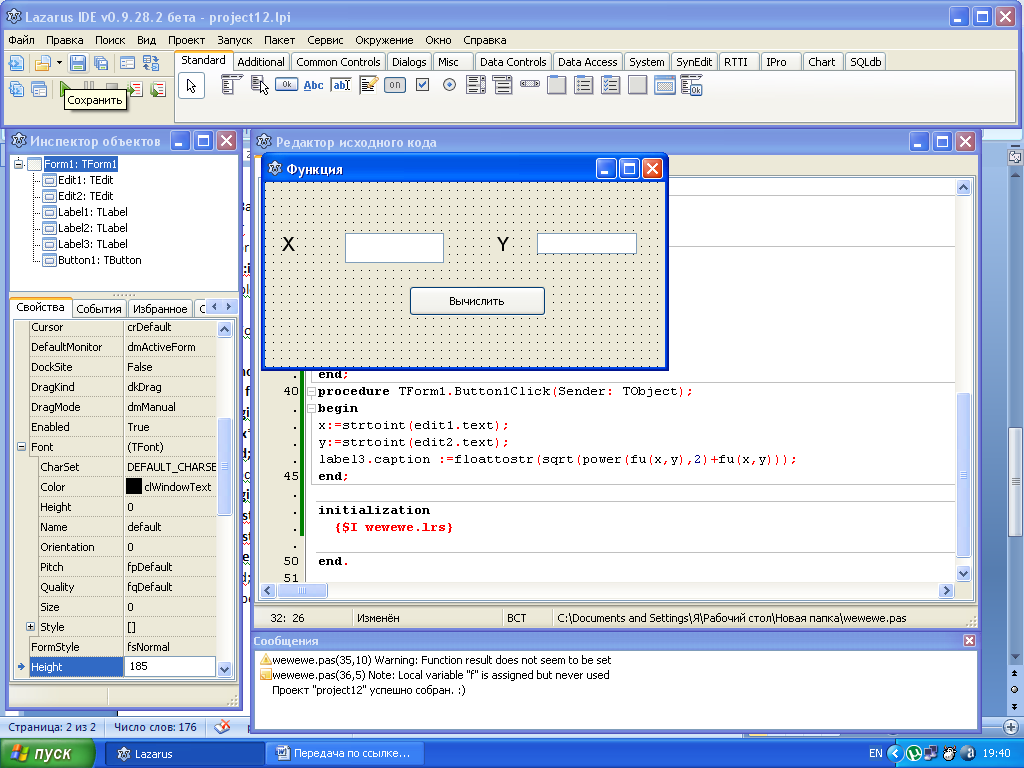 Lazarus IDE v0.9.28.2 бета - project12.lpi
Файл Правка Поиск Вид Проект Запуск Пакет Сервис Окружение Окно Справка
Standard Additional Common Controls Dialogs Misc Data Controls Data Access System SynEdit RTTI IPro Chart SQLdb
Ok Abc abI on Ok
Сохранить
Инспектор объектов
Form1: TForm1
Edit1: TEdit
Edit2: TEdit
Label1: TLabel
Label2: TLabel
Label3: TLabel
Button1: TButton
Свойства События Избранное
Cursor crDefault
DefaultMonitor dmActiveForm
DockSite False
DragKind dkDrag
DragMode dmManual
Enabled True
Font (TFont)
CharSet DEFAULT_CHARSE
Color clWindowText
Height 0
Name default
Orientation 0
Pitch fpDefault
Quality fqDefault
Size 0
Style []
FormStyle fsNormal
Height 185
Редактор исходного кода
Функция
X Y
Вычислить
end;
40 procedure TForm1.Button1Click(Sender: TObject);
begin
x:=strtoint(edit1.text);
y:=strtoint(edit2.text);
label3.caption :=floattostr(sqrt(power(fu(x,y),2)+fu(x,y)));
45 end;
initialization
{$I wewewe.lrs}
50 end.
51
32: 26 Изменён ВСТ C:\Documents and Settings\Я\Рабочий стол\Новая папка\wewewe.pas
Сообщения
wewewe.pas(35,10) Warning: Function result does not seem to be set
wewewe.pas(36,5) Note: Local variable "f" is assigned but never used
Проект "project12" успешно собран. :)
Страница: 2 из 2 Число слов: 176
пуск Lazarus Передача по ссылке... EN 19:40